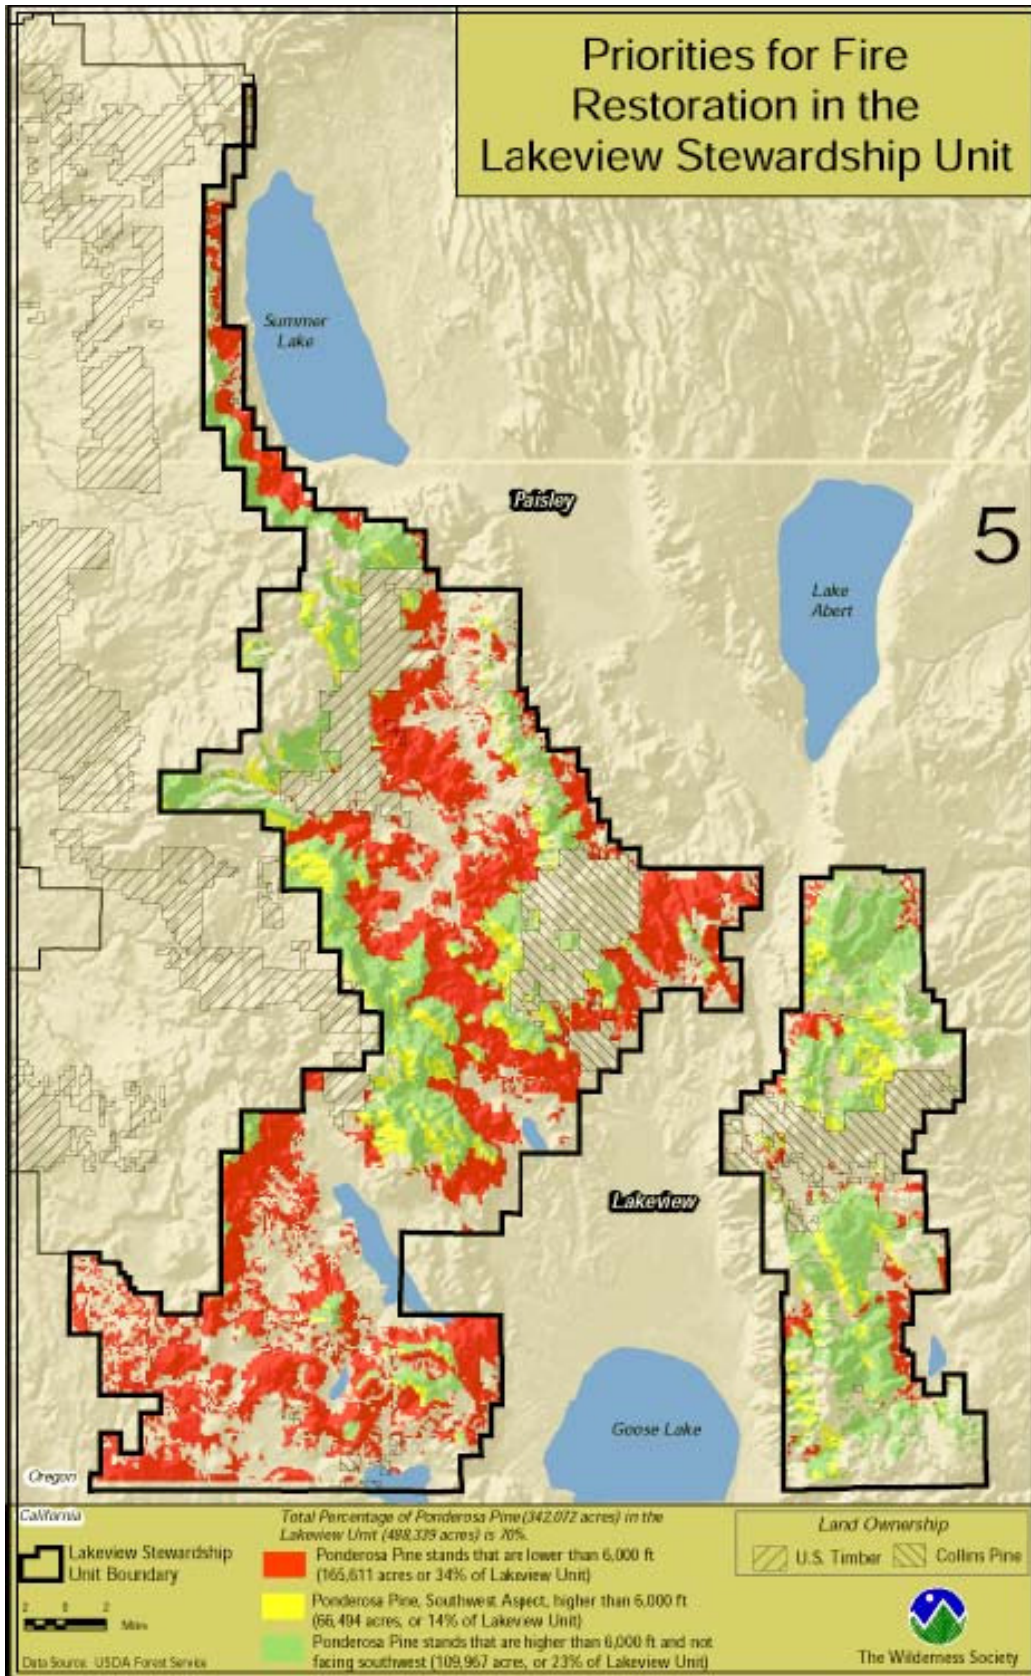 Priorities for Fire
Restoration in the
Lakeview Stewardship Unit
Summer
Lake
Paisley
5
Lake
Abert
Lakeview
Goose Lake
Oregon
California
Total Percentage of Ponderosa Pine (342,072 acres) in the
Lakeview Unit (488,339 acres) is 70%.
Lakeview Stewardship
Unit Boundary
2 0 2
Miles
Data Source: USDA Forest Service
Ponderosa Pine stands that are lower than 6,000 ft
(165,611 acres or 34% of Lakeview Unit)
Ponderosa Pine, Southwest Aspect, higher than 6,000 ft
(66,494 acres, or 14% of Lakeview Unit)
Ponderosa Pine stands that are higher than 6,000 ft and not
facing southwest (109,967 acres, or 23% of Lakeview Unit)
Land Ownership
U.S. Timber
Collins Pine
The Wilderness Society